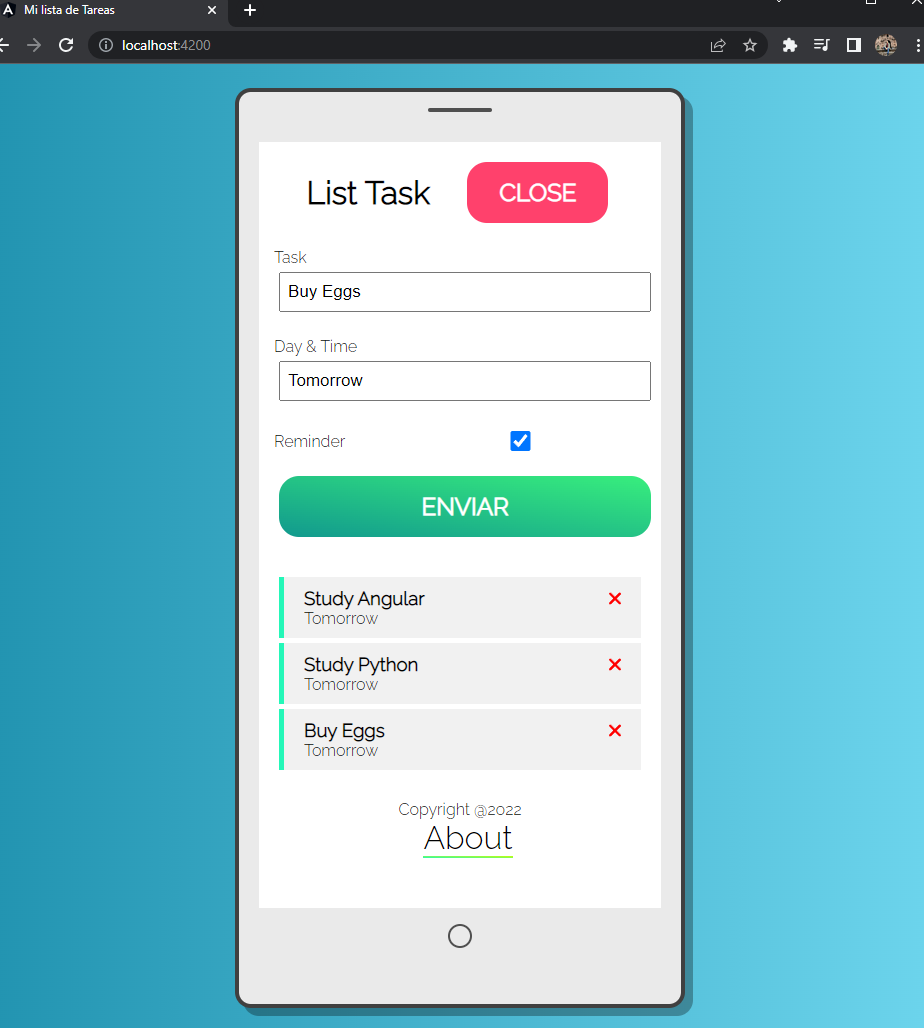 Mi lista de Tareas
localhost:4200
List Task
CLOSE
Task
Buy Eggs
Day & Time
Tomorrow
Reminder
ENVIAR
Study Angular
Tomorrow
Study Python
Tomorrow
Buy Eggs
Tomorrow
Copyright @2022
About